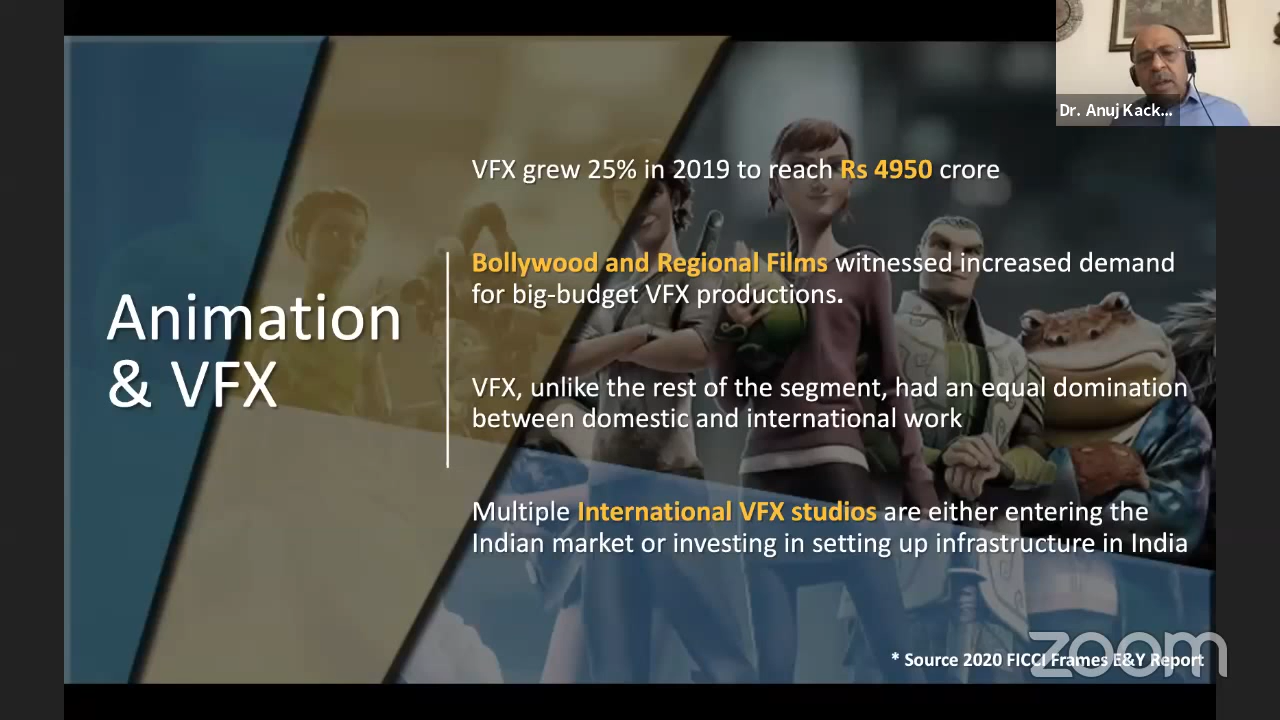 Dr. Anuj Kack...
VFX grew 25% in 2019 to reach Rs 4950 crore
Bollywood and Regional Films witnessed increased demand
for big-budget VFX productions.
Animation
& VFX
VFX, unlike the rest of the segment, had an equal domination
between domestic and international work
Multiple International VFX studios are either entering the
Indian market or investing in setting up infrastructure in India
* Source 2020 FICCI Frames E&Y Report
zoom